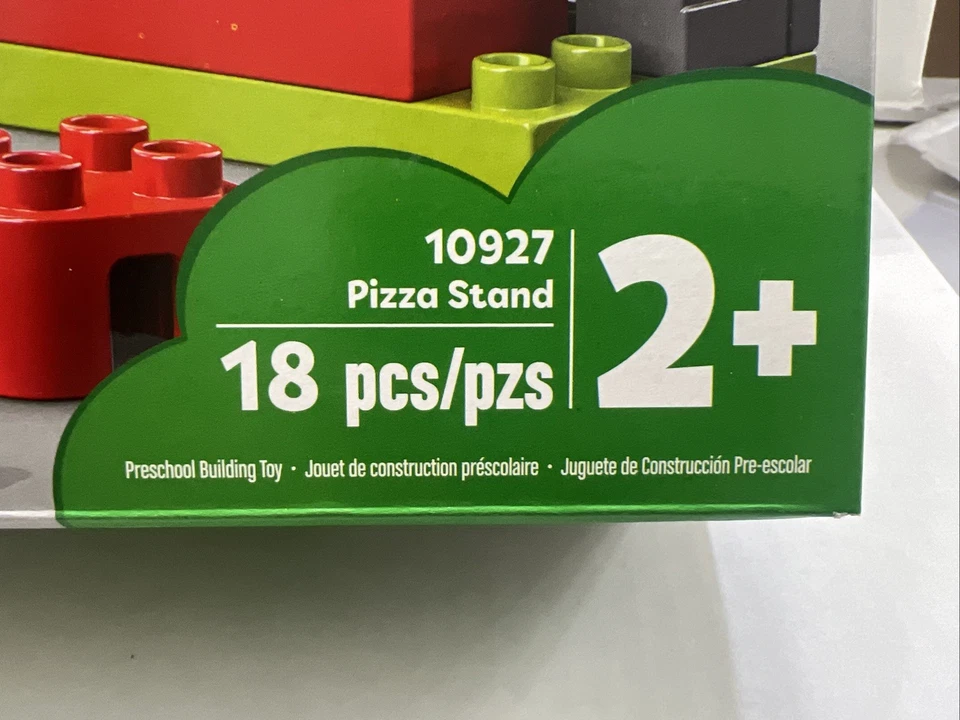 10927
Pizza Stand
18 pcs/pzs
2+
Preschool Building Toy · Jouet de construction préscolaire · Juguete de Construcción Pre-escolar